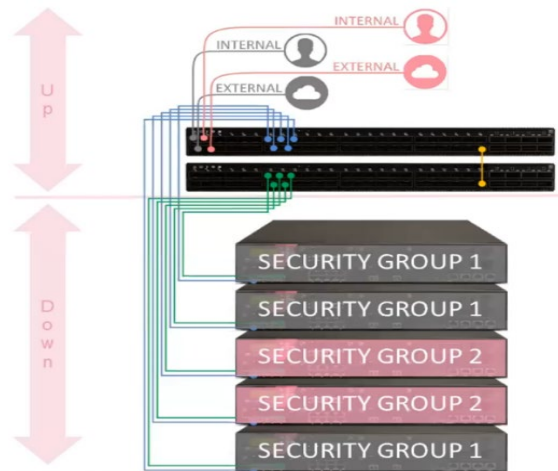 Up
INTERNAL
INTERNAL
EXTERNAL
EXTERNAL
Down
SECURITY GROUP 1
SECURITY GROUP 1
SECURITY GROUP 2
SECURITY GROUP 2
SECURITY GROUP 1